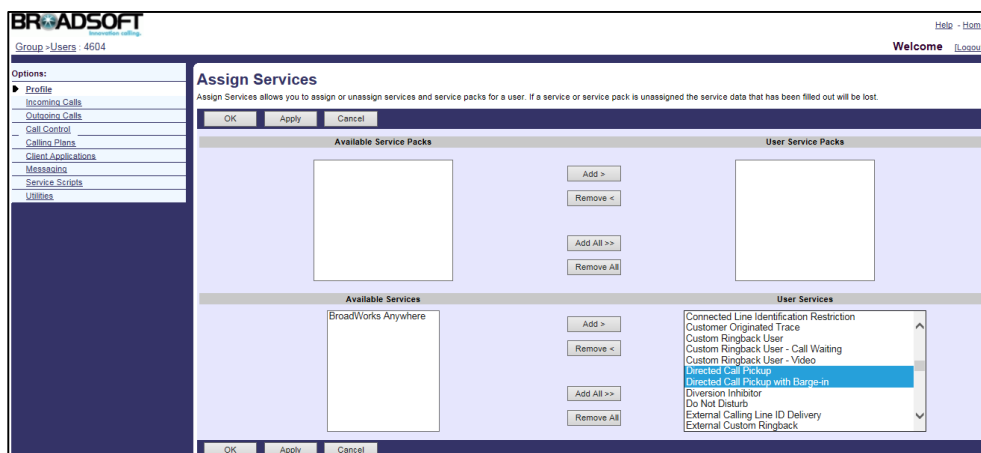 BROADSOFT
innovation calling.
Help - Hom
Group >Users : 4604
Welcome [Logou
Options:
Profile
Incoming Calls
Outgoing Calls
Call Control
Calling Plans
Client Applications
Messaging
Service Scripts
Utilities
Assign Services
Assign Services allows you to assign or unassign services and service packs for a user. If a service or service pack is unassigned the service data that has been filled out will be lost.
OK Apply Cancel
Available Service Packs User Service Packs
Add >
Remove <
Add All >>
Remove All
Available Services User Services
BroadWorks Anywhere
Add >
Remove <
Add All >>
Remove All
Connected Line Identification Restriction
Customer Originated Trace
Custom Ringback User
Custom Ringback User - Call Waiting
Custom Ringback User - Video
Directed Call Pickup
Directed Call Pickup with Barge-in
Diversion Inhibitor
Do Not Disturb
External Calling Line ID Delivery
External Custom Ringback
OK Apply Cancel